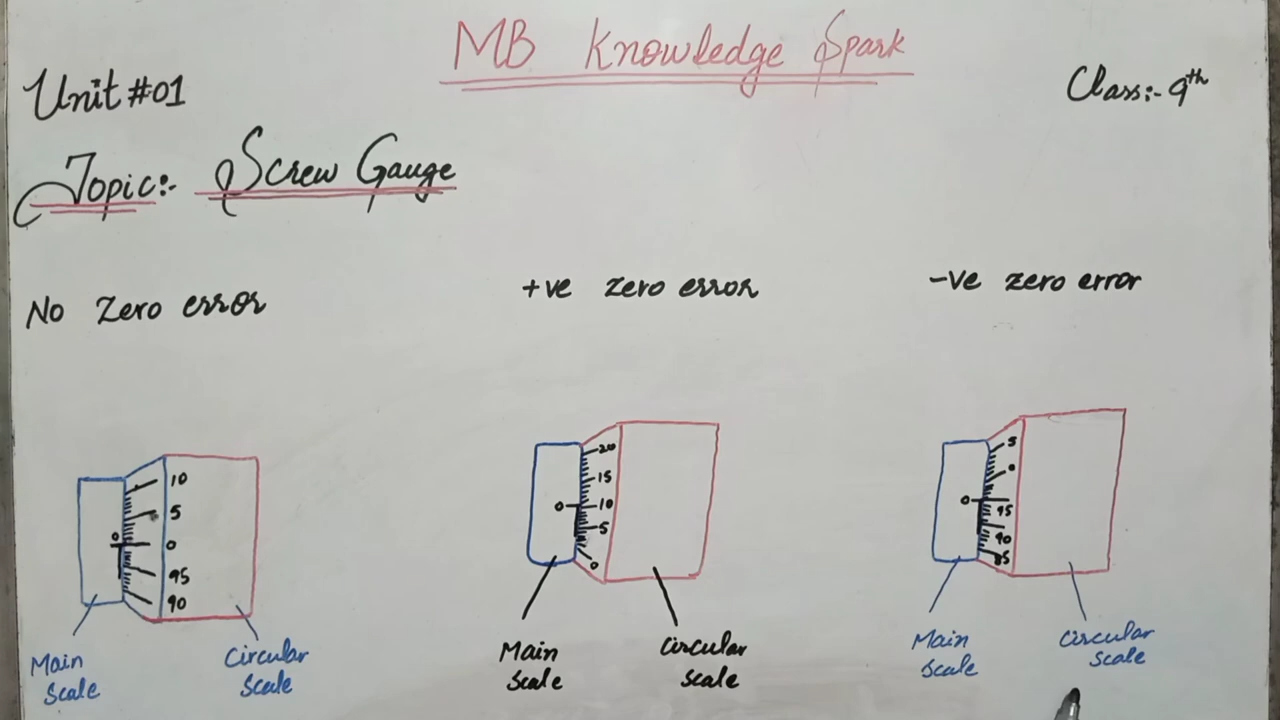 MB Knowledge Spark
Unit #01
Class:- 9th
Topic:- Screw Gauge
No Zero error
+ve zero error
-ve zero error
10
5
0
0
95
90
Main
Scale
Circular
Scale
20
15
0
10
5
0
Main
Scale
Circular
Scale
5
0
0
95
90
85
Main
Scale
Circular
Scale